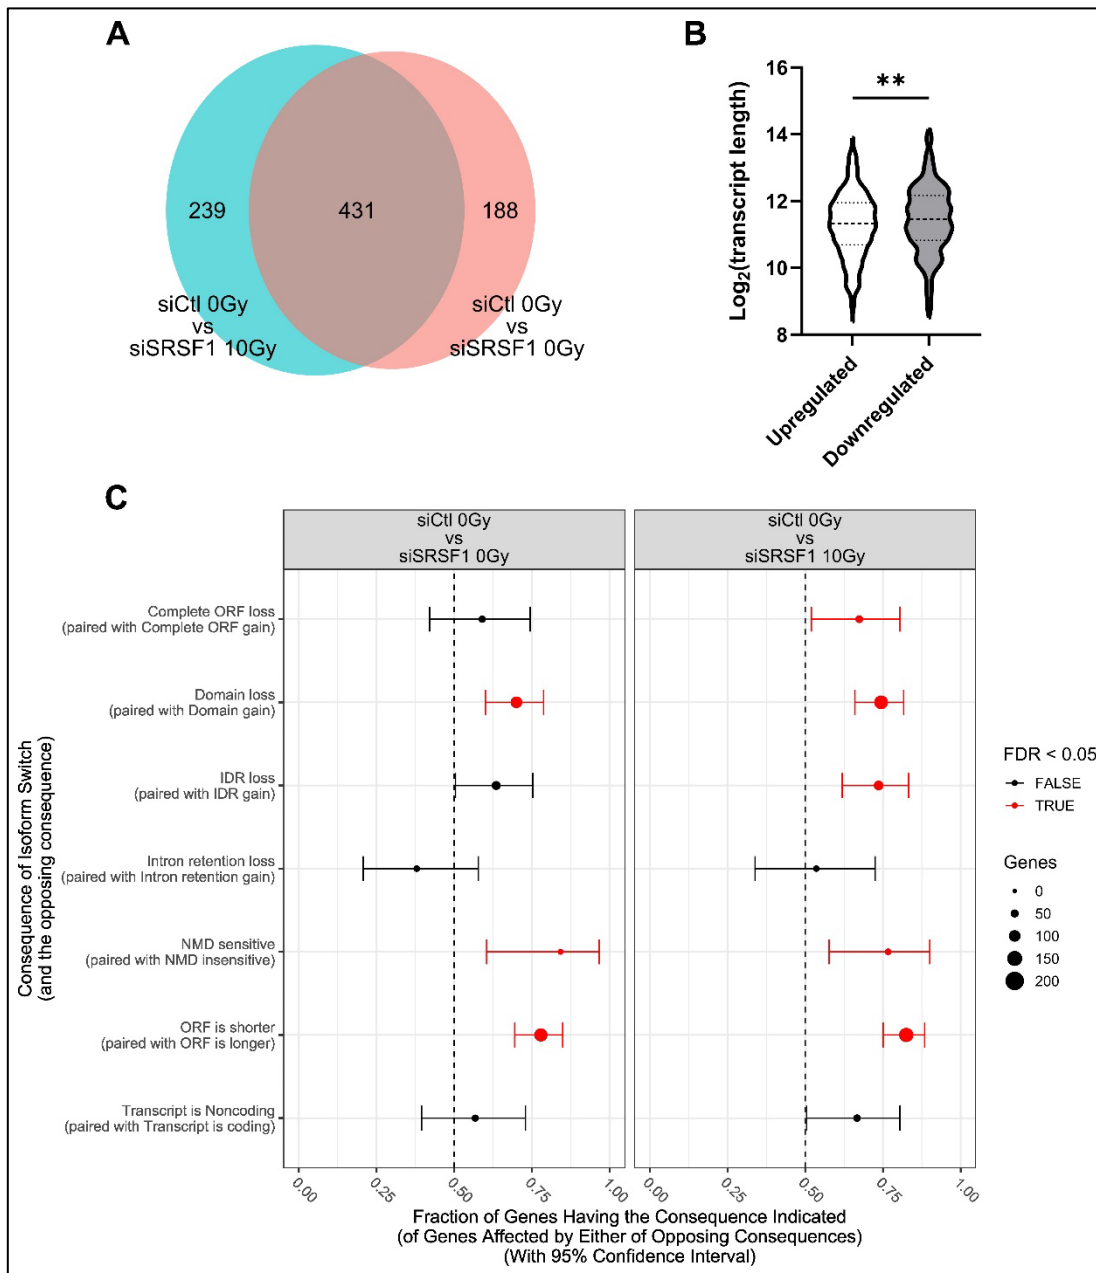 A
239
431
188
siCtl 0Gy
vs
siSRSF1 10Gy
siCtl 0Gy
vs
siSRSF1 0Gy
B
**
Log2(transcript length)
16
14
12
10
8
Upregulated
Downregulated
C
siCtl 0Gy
vs
siSRSF1 0Gy
siCtl 0Gy
vs
siSRSF1 10Gy
Consequence of Isoform Switch
(and the opposing consequence)
Complete ORF loss
(paired with Complete ORF gain)
Domain loss
(paired with Domain gain)
IDR loss
(paired with IDR gain)
Intron retention loss
(paired with Intron retention gain)
NMD sensitive
(paired with NMD insensitive)
ORF is shorter
(paired with ORF is longer)
Transcript is Noncoding
(paired with Transcript is coding)
0.00 0.25 0.50 0.75 1.00
0.00 0.25 0.50 0.75 1.00
Fraction of Genes Having the Consequence Indicated
(of Genes Affected by Either of Opposing Consequences)
(With 95% Confidence Interval)
FDR < 0.05
FALSE
TRUE
Genes
0
50
100
150
200